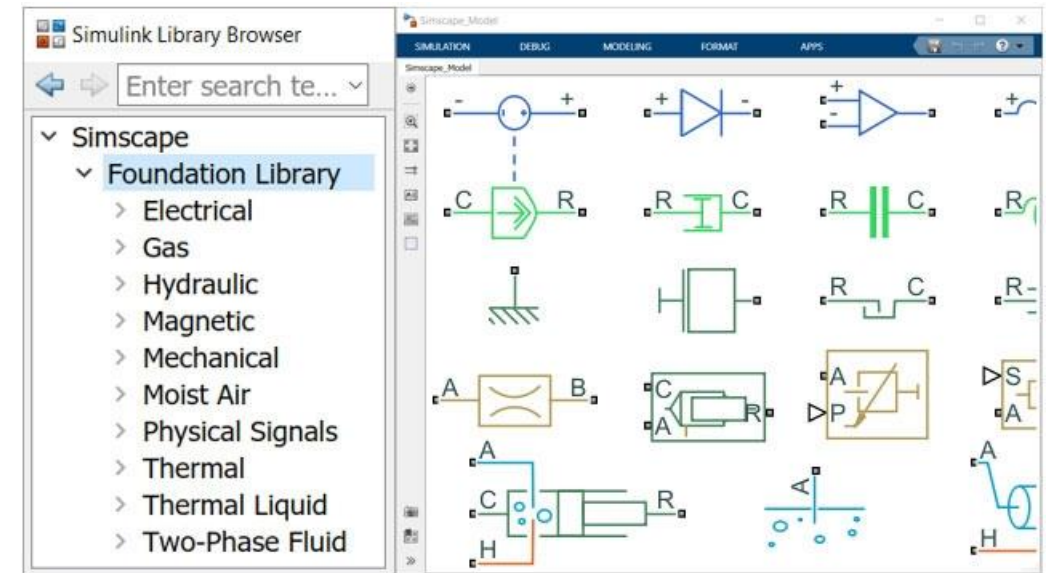 Simulink Library Browser
Enter search te...
Simscape
Foundation Library
Electrical
Gas
Hydraulic
Magnetic
Mechanical
Moist Air
Physical Signals
Thermal
Thermal Liquid
Two-Phase Fluid
Simscape_Model
SIMULATION DEBUG MODELING FORMAT APPS
Simscape_Model
- + + - + - +
C R R C R C R
R C R
A B C A R A P S A
A C R H A A H